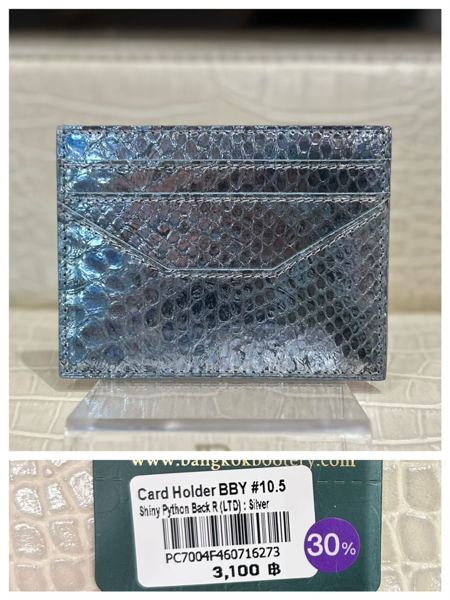 www.bangkokbootery.com
Card Holder BBY #10.5
Shiny Python Back R (LTD) : Silver
PC7004F460716273
3,100 ฿
30%